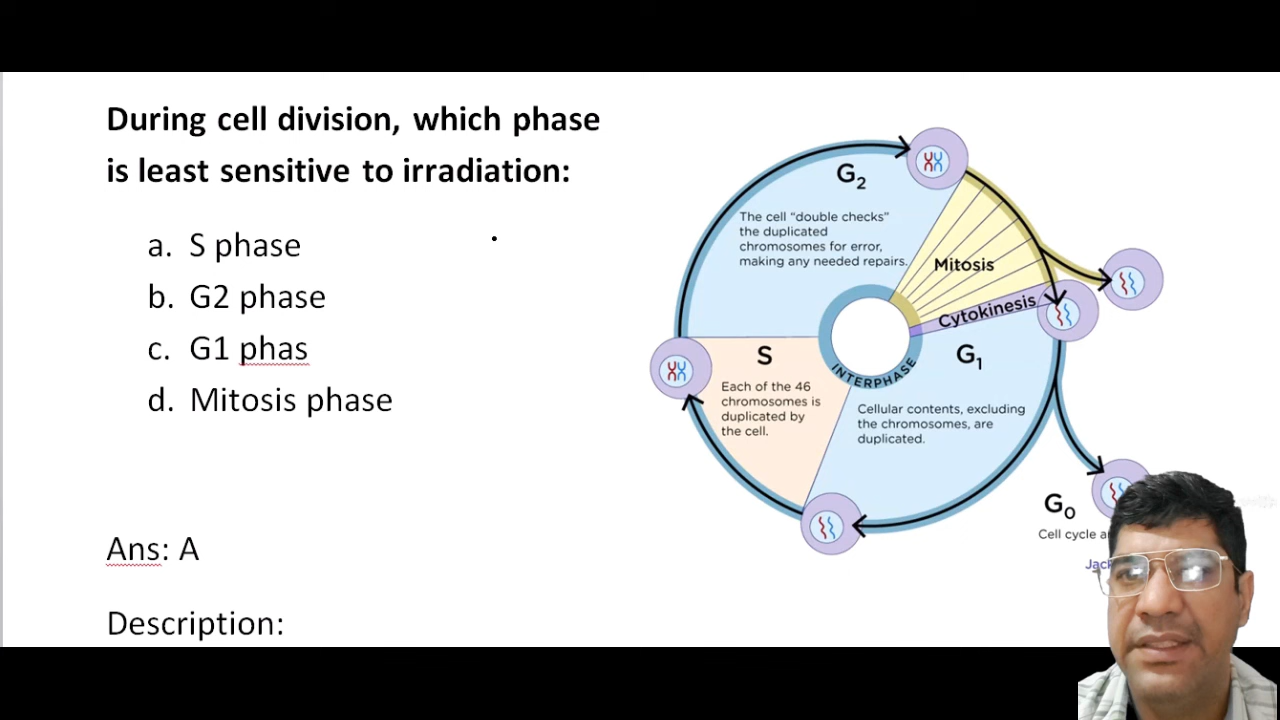 During cell division, which phase
is least sensitive to irradiation:
a. S phase
b. G2 phase
c. G1 phas
d. Mitosis phase
Ans: A
Description:
G2
The cell “double checks”
the duplicated
chromosomes for error,
making any needed repairs.
Mitosis
Cytokinesis
S
Each of the 46
chromosomes is
duplicated by
the cell.
INTERPHASE
G1
Cellular contents, excluding
the chromosomes, are
duplicated.
G0
Cell cycle